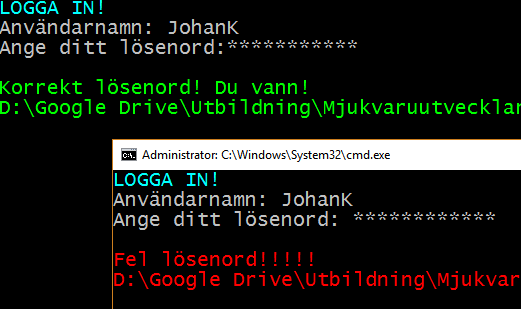 LOGGA IN!
Användarnamn: JohanK
Ange ditt lösenord:***********
Korrekt lösenord! Du vann!
D:\Google Drive\Utbildning\Mjukvaruutvecklar
Administrator: C:\Windows\System32\cmd.exe
LOGGA IN!
Användarnamn: JohanK
Ange ditt lösenord: ************
Fel lösenord!!!!!
D:\Google Drive\Utbildning\Mjukvar